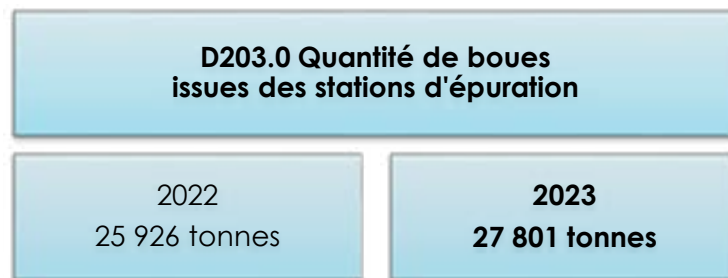 D203.0 Quantité de boues
issues des stations d'épuration
2022
25 926 tonnes
2023
27 801 tonnes